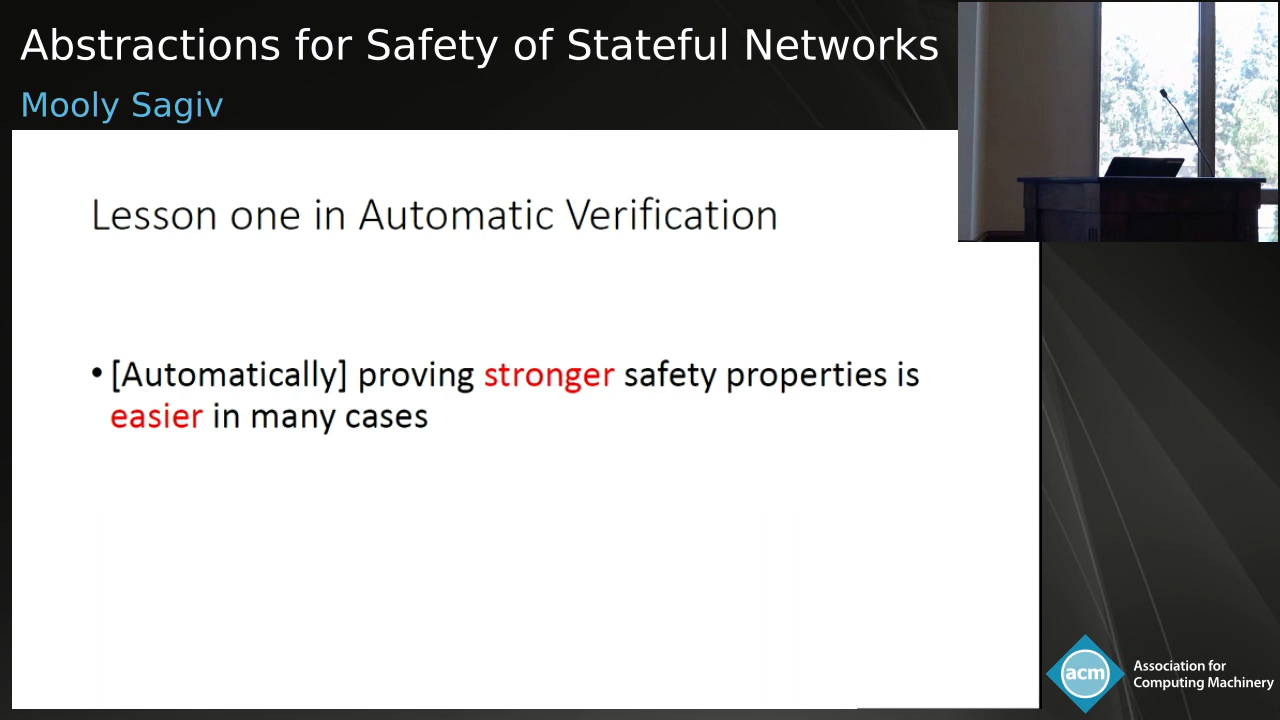 Abstractions for Safety of Stateful Networks
Mooly Sagiv
Lesson one in Automatic Verification
• [Automatically] proving stronger safety properties is
easier in many cases
acm
Association for
Computing Machinery